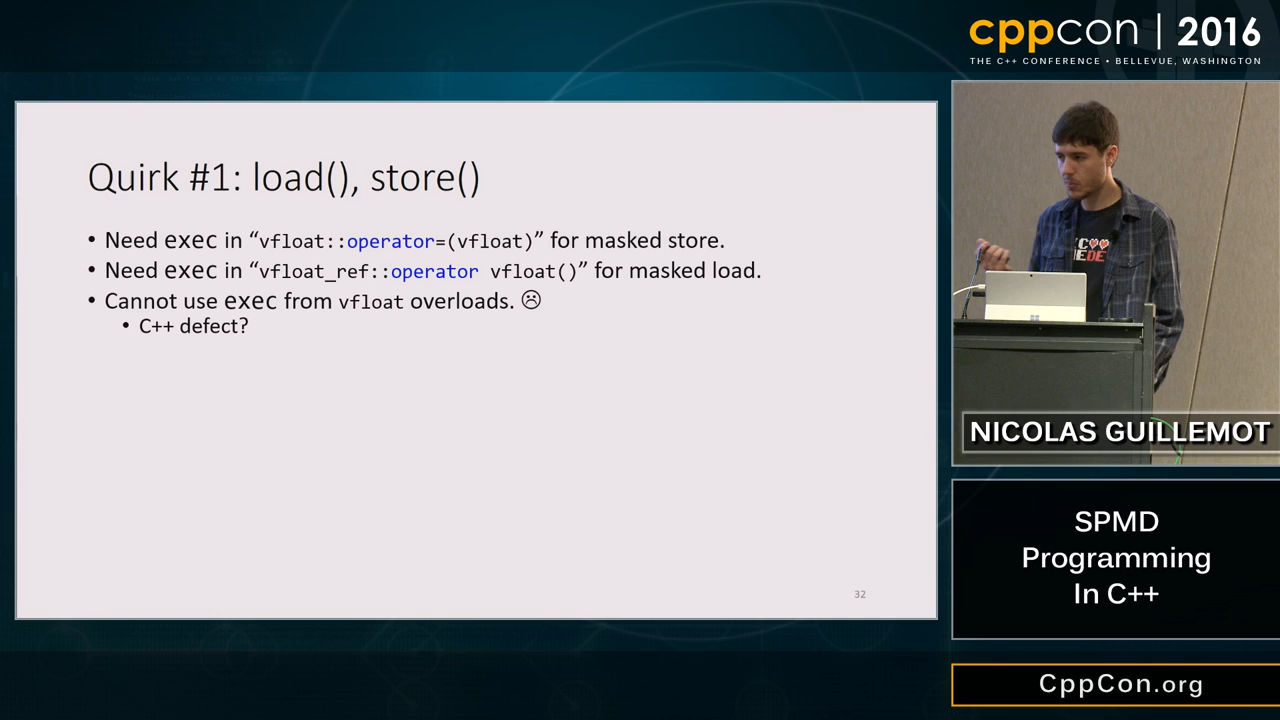 cppcon | 2016
THE C++ CONFERENCE • BELLEVUE, WASHINGTON
Quirk #1: load(), store()
• Need exec in “vfloat::operator=(vfloat)” for masked store.
• Need exec in “vfloat_ref::operator vfloat()” for masked load.
• Cannot use exec from vfloat overloads. ☹
• C++ defect?
32
NICOLAS GUILLEMOT
SPMD
Programming
In C++
CppCon.org